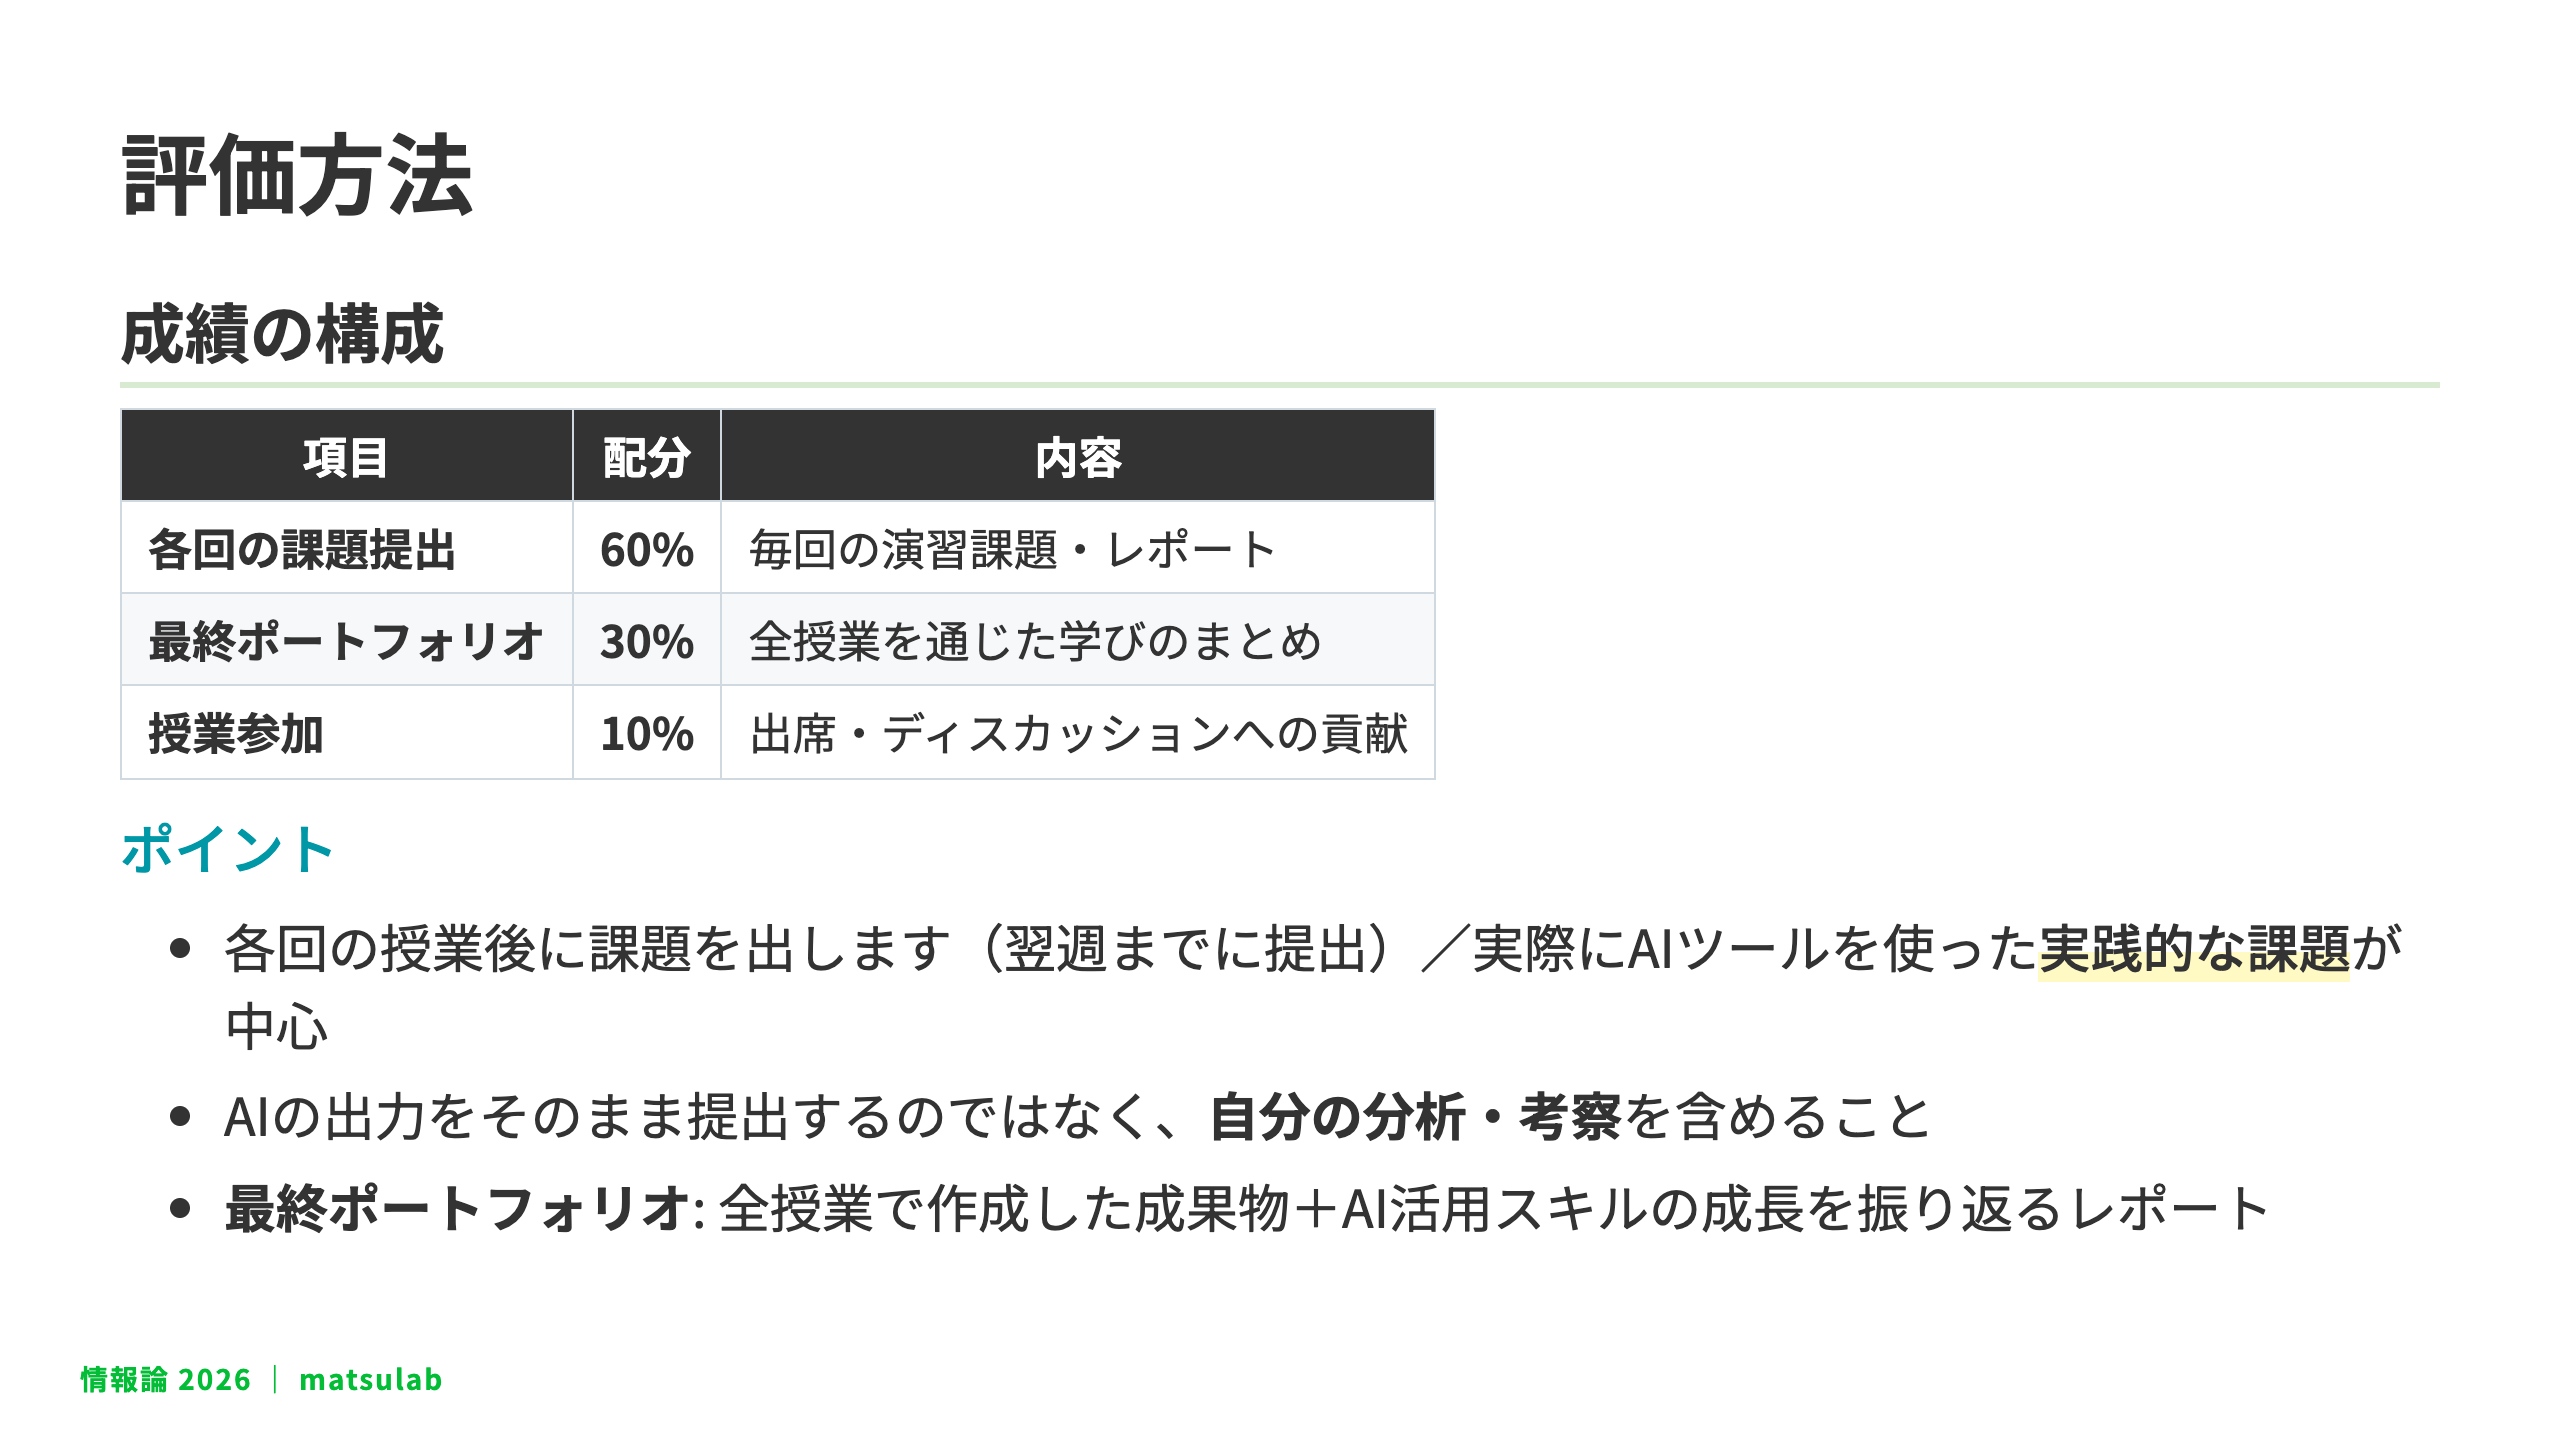 評価方法
成績の構成
項目 配分 内容
各回の課題提出 60% 毎回の演習課題・レポート
最終ポートフォリオ 30% 全授業を通じた学びのまとめ
授業参加 10% 出席・ディスカッションへの貢献
ポイント
各回の授業後に課題を出します（翌週までに提出）／実際にAIツールを使った実践的な課題が
中心
AIの出力をそのまま提出するのではなく、自分の分析・考察を含めること
最終ポートフォリオ: 全授業で作成した成果物＋AI活用スキルの成長を振り返るレポート
情報論 2026 ｜ matsulab